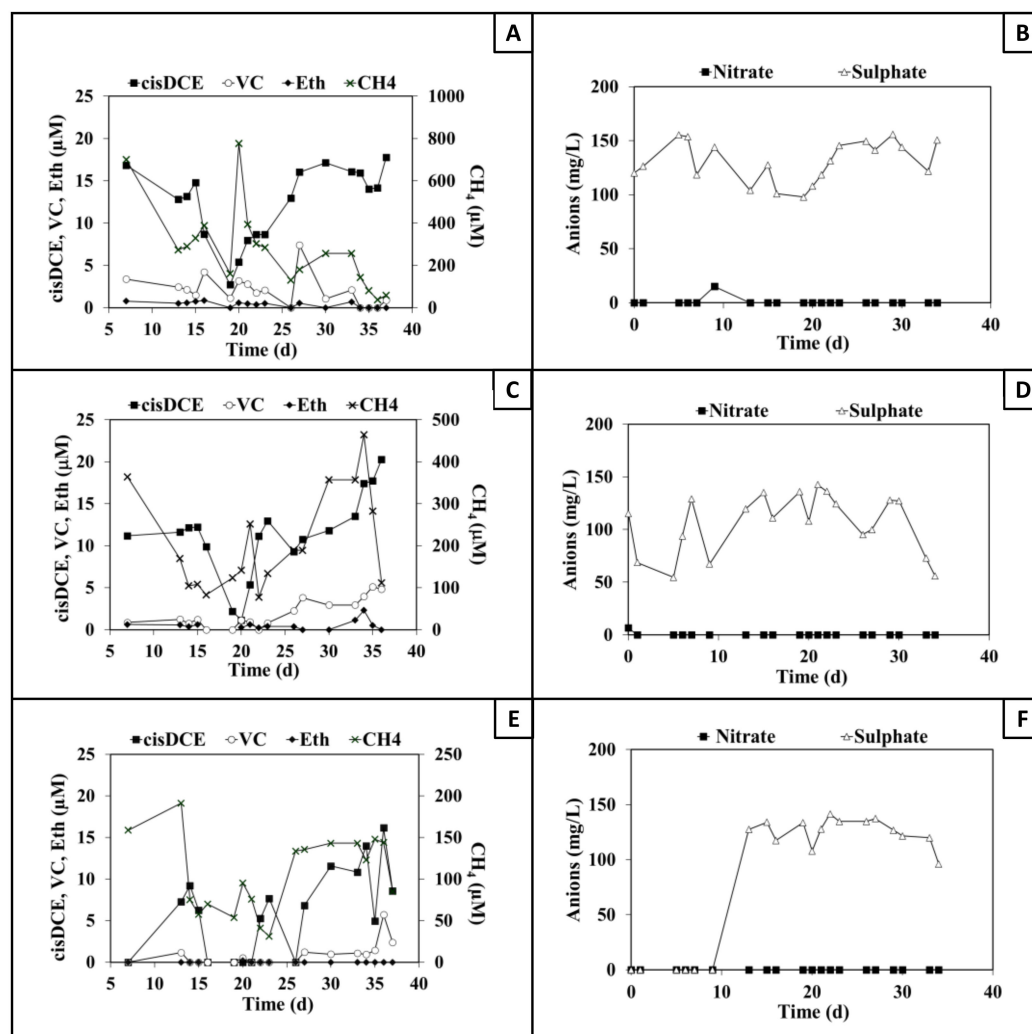 A
cisDCE VC Eth CH4
cisDCE, VC, Eth (µM)
25
20
15
10
5
0
1000
800
600
400
200
0
CH4 (µM)
5 10 15 20 25 30 35 40
Time (d)
B
Nitrate Sulphate
Anions (mg/L)
200
150
100
50
0
0 10 20 30 40
Time (d)
C
cisDCE VC Eth CH4
cisDCE, VC, Eth (µM)
25
20
15
10
5
0
500
400
300
200
100
0
CH4 (µM)
5 10 15 20 25 30 35 40
Time (d)
D
Nitrate Sulphate
Anions (mg/L)
200
150
100
50
0
0 10 20 30 40
Time (d)
E
cisDCE VC Eth CH4
cisDCE, VC, Eth (µM)
25
20
15
10
5
0
250
200
150
100
50
0
CH4 (µM)
5 10 15 20 25 30 35 40
Time (d)
F
Nitrate Sulphate
Anions (mg/L)
200
150
100
50
0
0 10 20 30 40
Time (d)